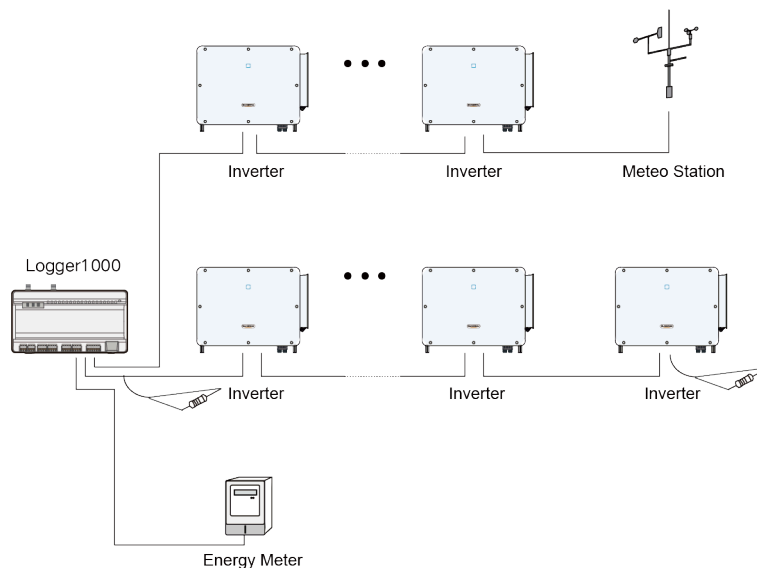 Inverter
Inverter
Meteo Station
Logger1000
Inverter
Inverter
Inverter
Energy Meter